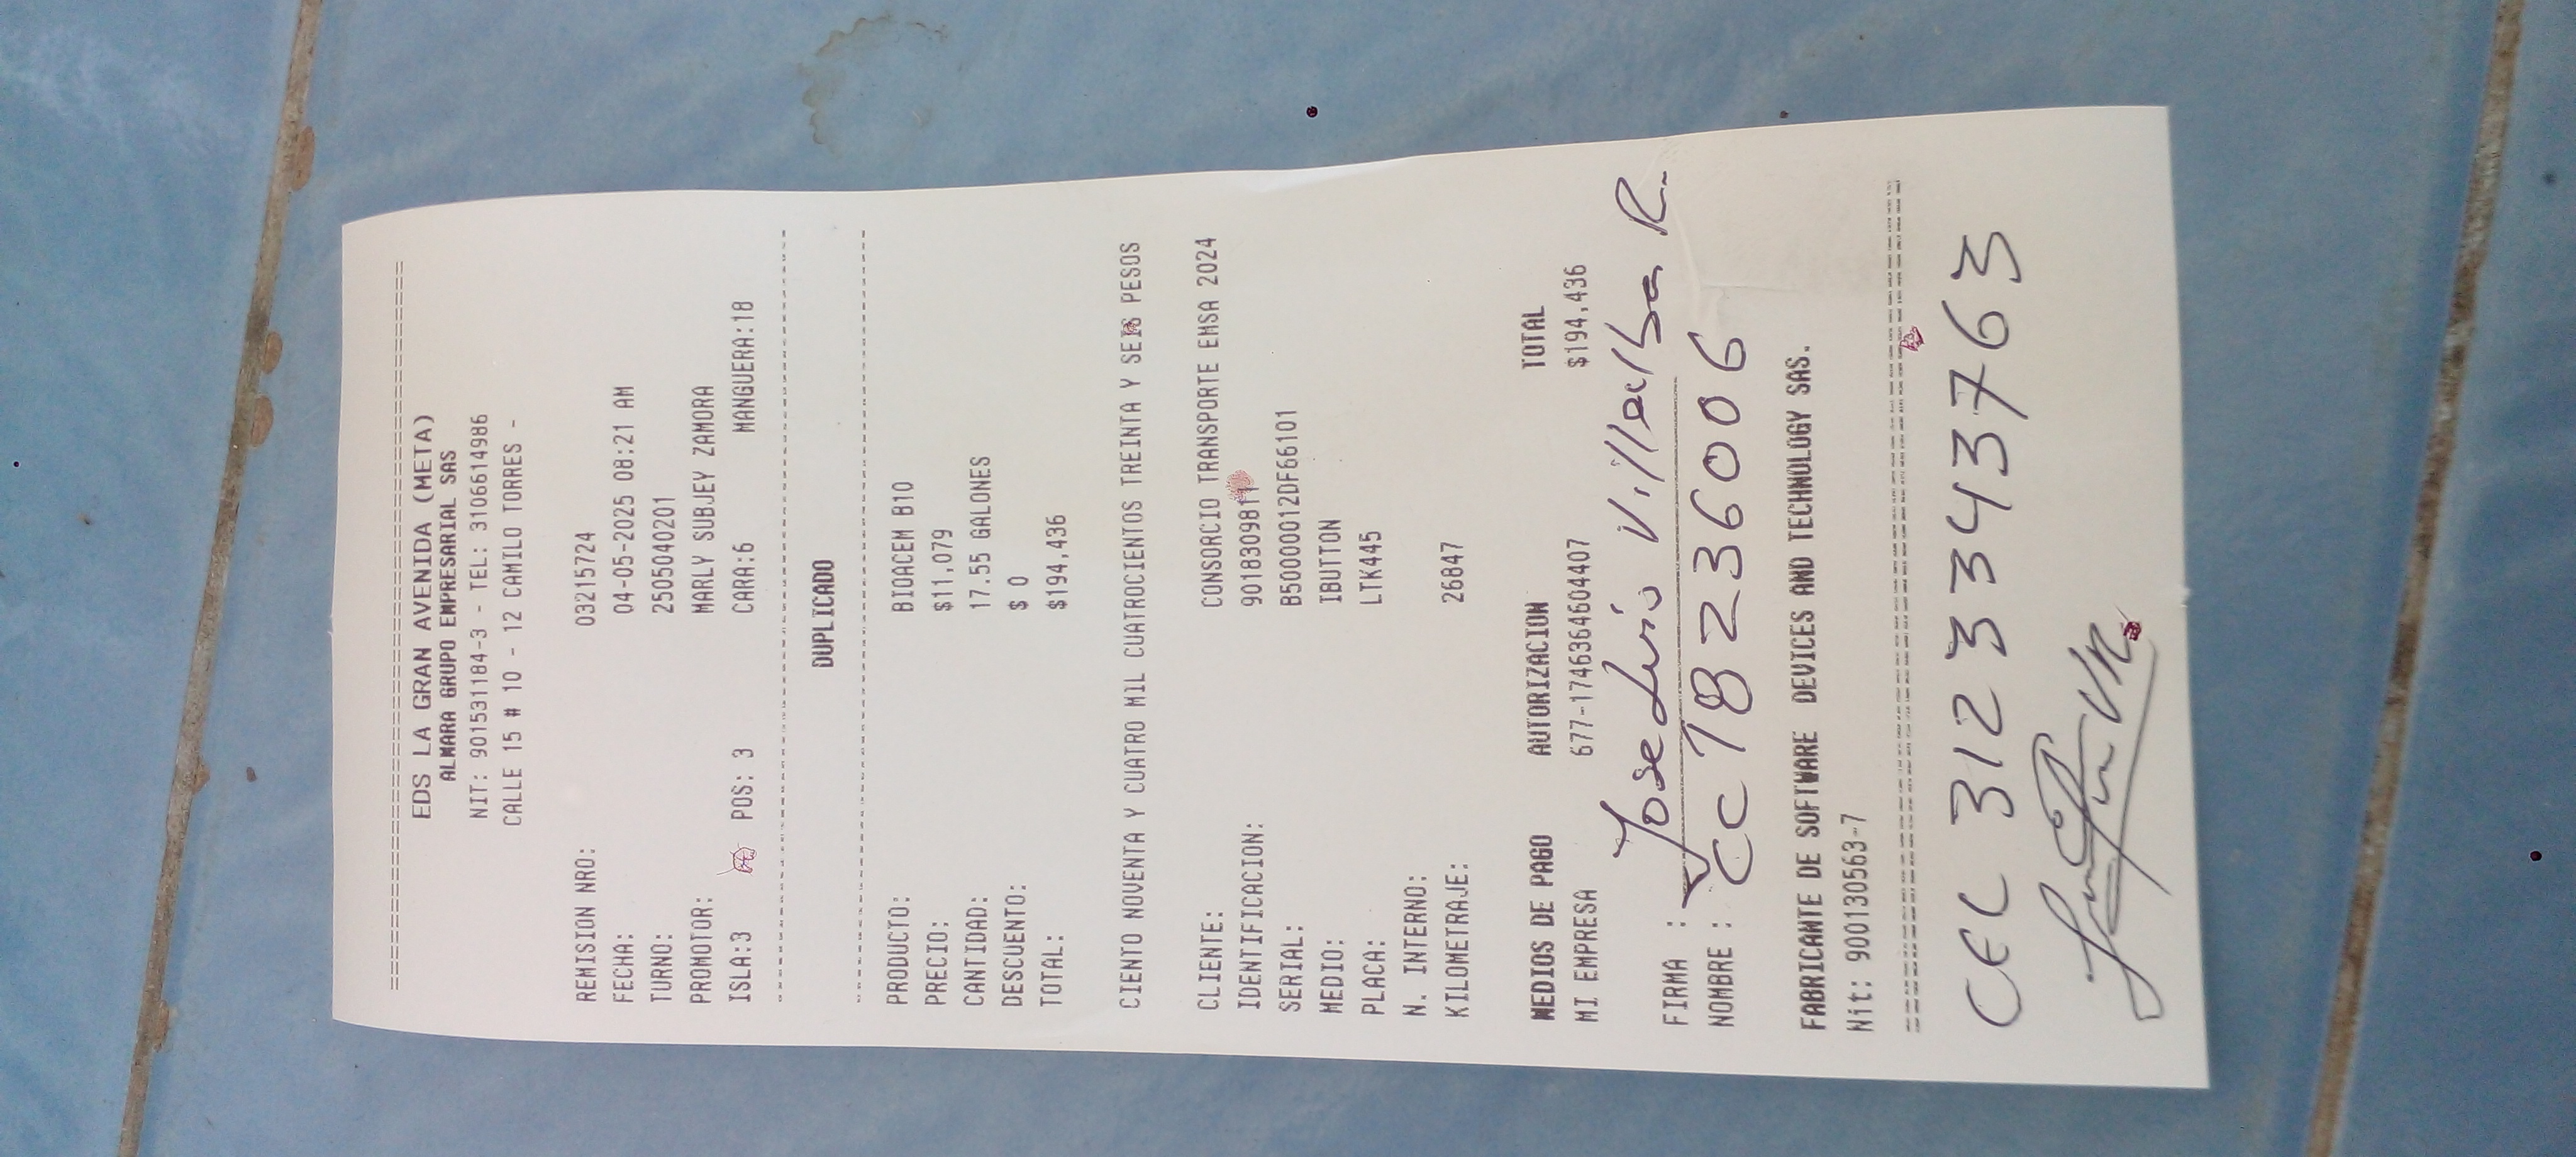 EDS LA GRAN AVENIDA (META)
ALMARA GRUPO EMPRESARIAL SAS
NIT: 901531184-3 - TEL: 3106614986
CALLE 15 # 10 - 12 CAMILO TORRES -
REMISION NRO: 03215724
FECHA: 04-05-2025 08:21 AM
TURNO: 2505040201
PROMOTOR: MARLY SUBJEY ZAMORA
ISLA:3 POS: 3 CARA:6 MANGUERA:18
DUPLICADO
PRODUCTO: BIOACEM B10
PRECIO: $11,079
CANTIDAD: 17.55 GALONES
DESCUENTO: $ 0
TOTAL: $194,436
CIENTO NOVENTA Y CUATRO MIL CUATROCIENTOS TREINTA Y SEIS PESOS
CLIENTE: CONSORCIO TRANSPORTE EMSA 2024
IDENTIFICACION:
SERIAL: B50000012DF66101
MEDIO: IBUTTON
PLACA: LTK445
N. INTERNO:
KILOMETRAJE: 26847
MEDIOS DE PAGO AUTORIZACION TOTAL
MI EMPRESA 677-1746364604407 $194,436
FIRMA : Jose Luis Villalba R.
NOMBRE : CC 78236006
FABRICANTE DE SOFTWARE DEVICES AND TECHNOLOGY SAS.
Nit: 9001305563-7
CEL 3123343763